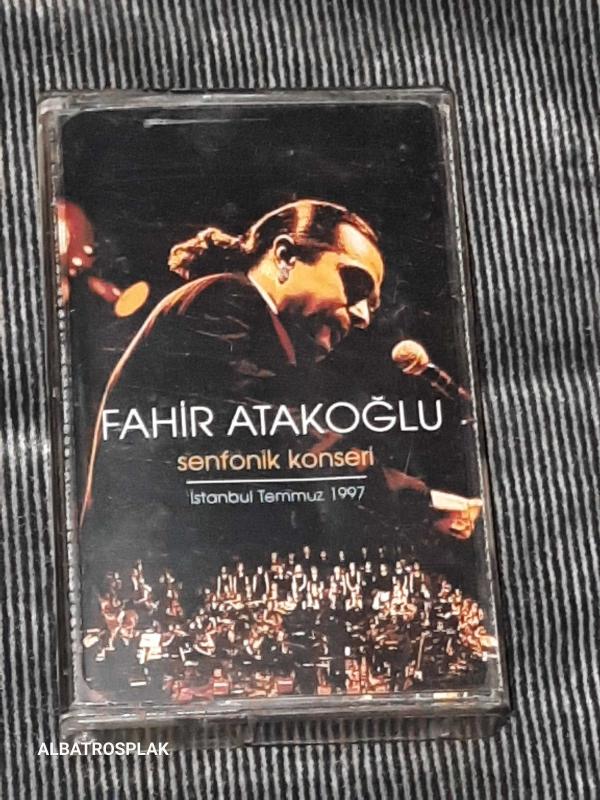 FAHİR ATAKOĞLU
senfonik konseri
İstanbul Temmuz 1997
ALBATROSPLAK